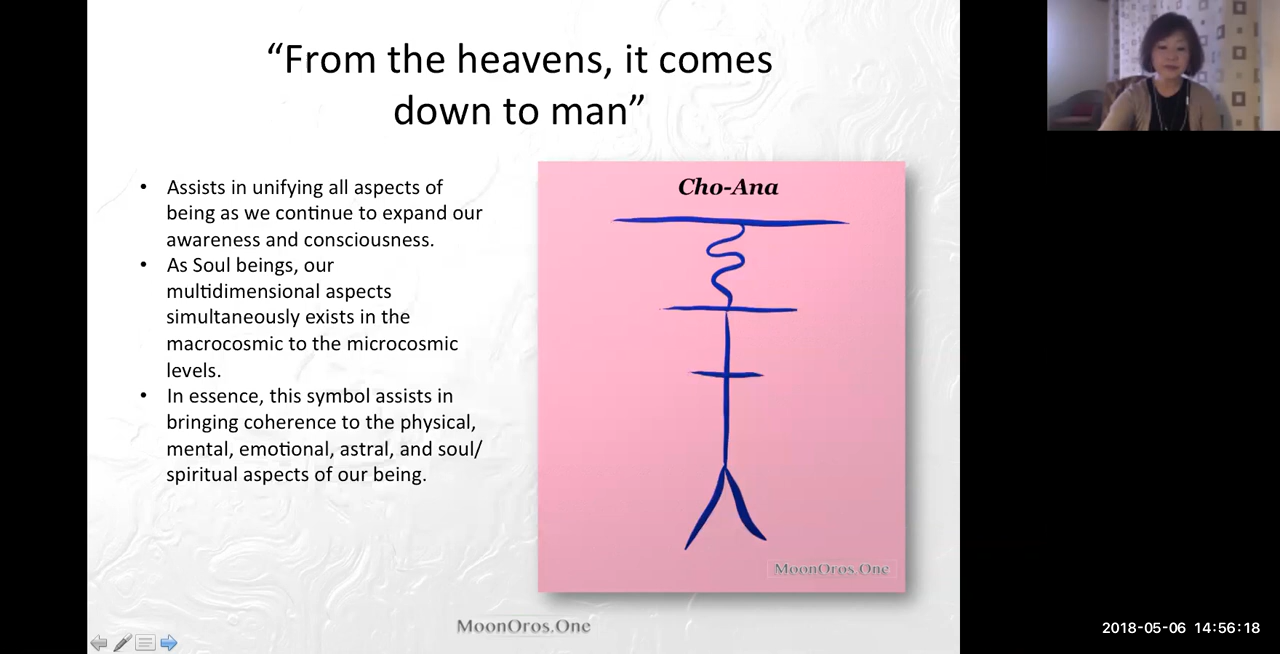 “From the heavens, it comes
down to man”
• Assists in unifying all aspects of
being as we continue to expand our
awareness and consciousness.
• As Soul beings, our
multidimensional aspects
simultaneously exists in the
macrocosmic to the microcosmic
levels.
• In essence, this symbol assists in
bringing coherence to the physical,
mental, emotional, astral, and soul/
spiritual aspects of our being.
Cho-Ana
MoonOros.One
MoonOros.One
2018-05-06 14:56:18